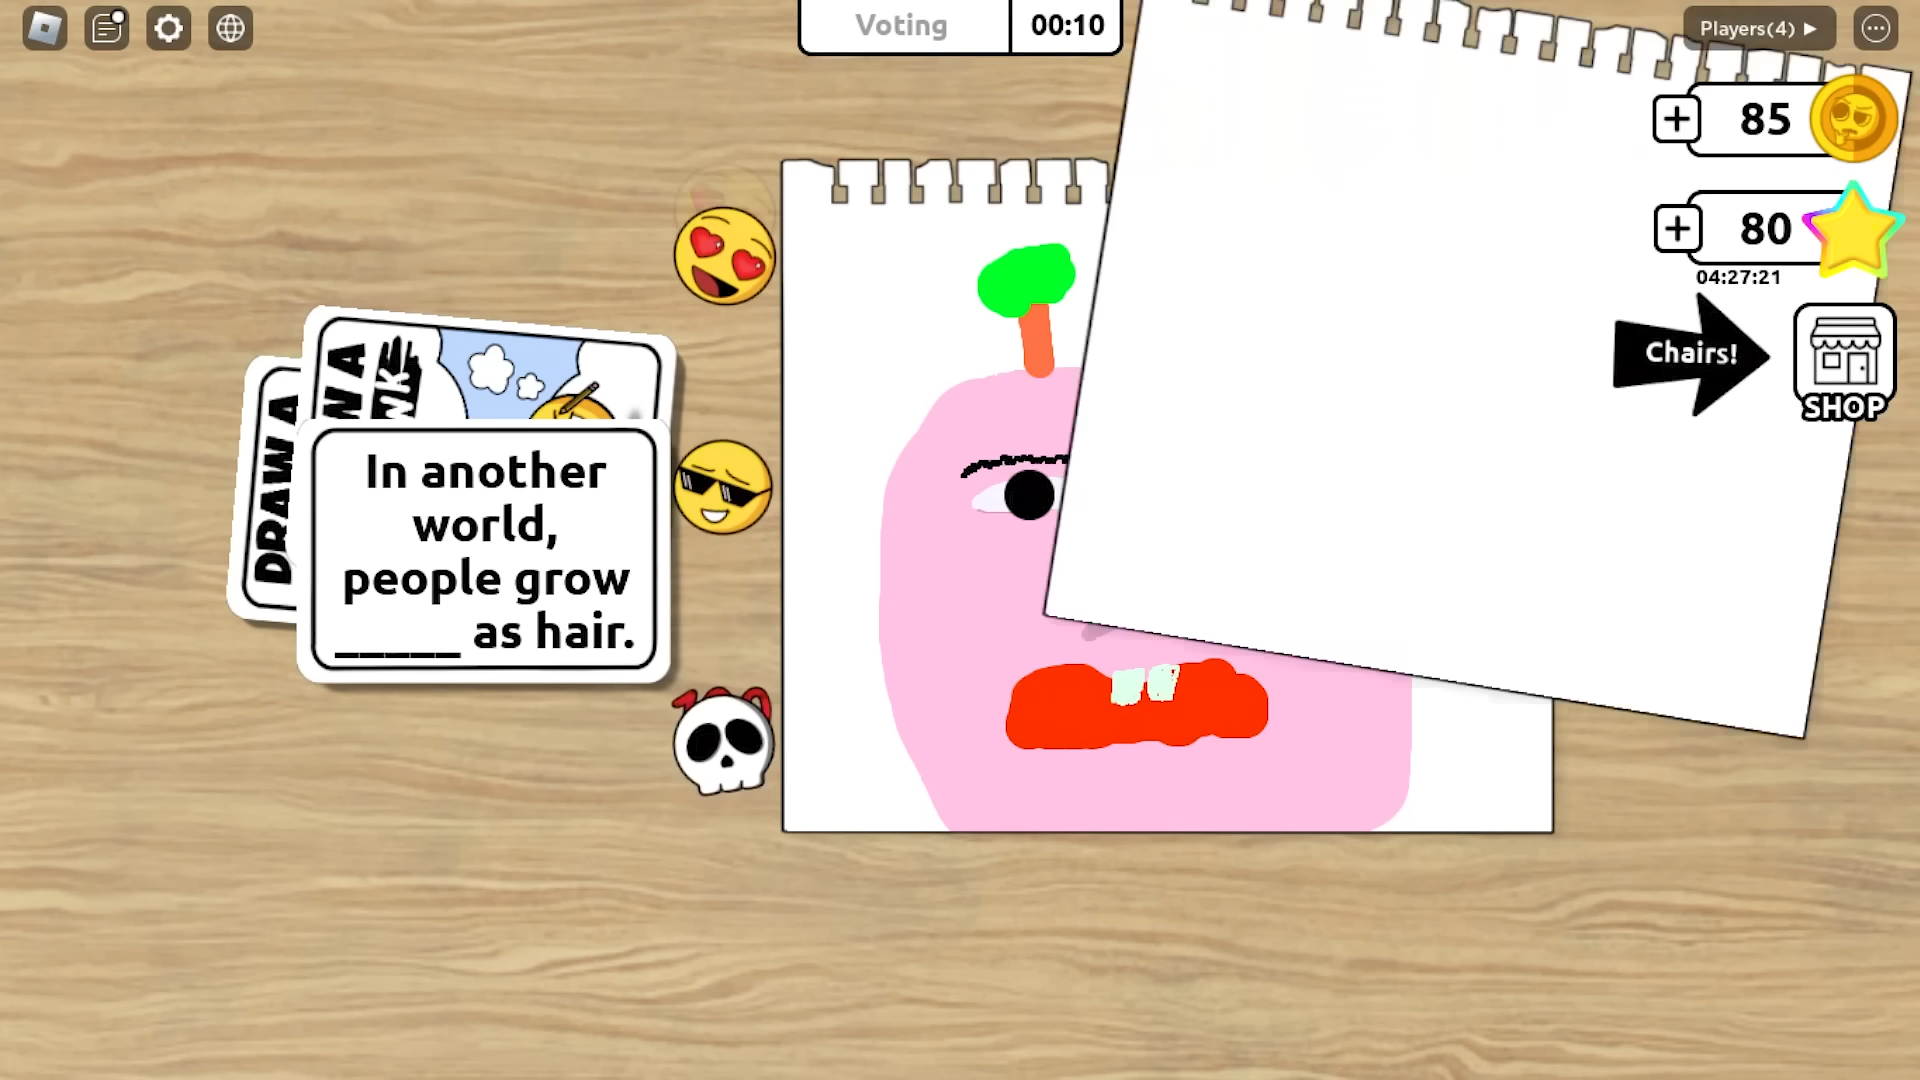 Voting
00:10
Players(4)
85
80
04:27:21
Chairs!
SHOP
DRAW A
In another
world,
people grow
_____ as hair.